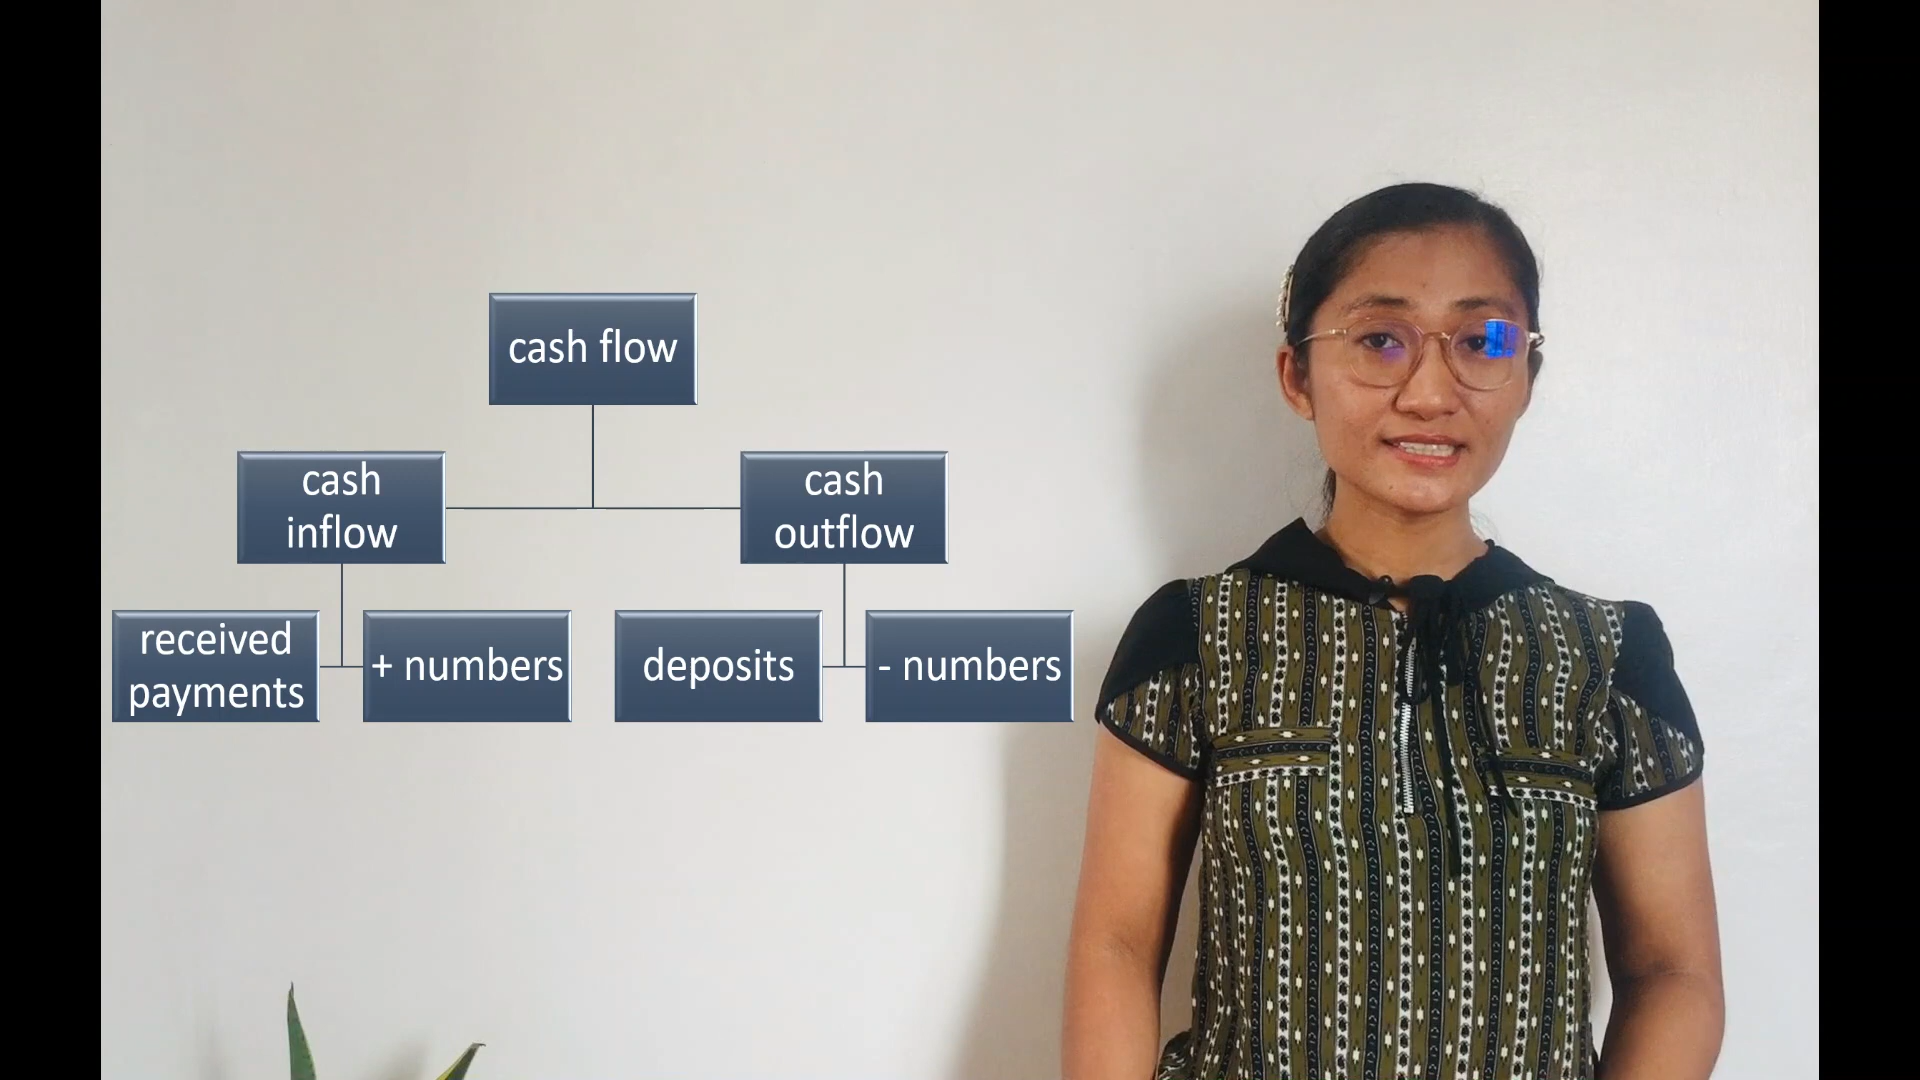 cash flow
cash
inflow
cash
outflow
received
payments
+ numbers
deposits
- numbers